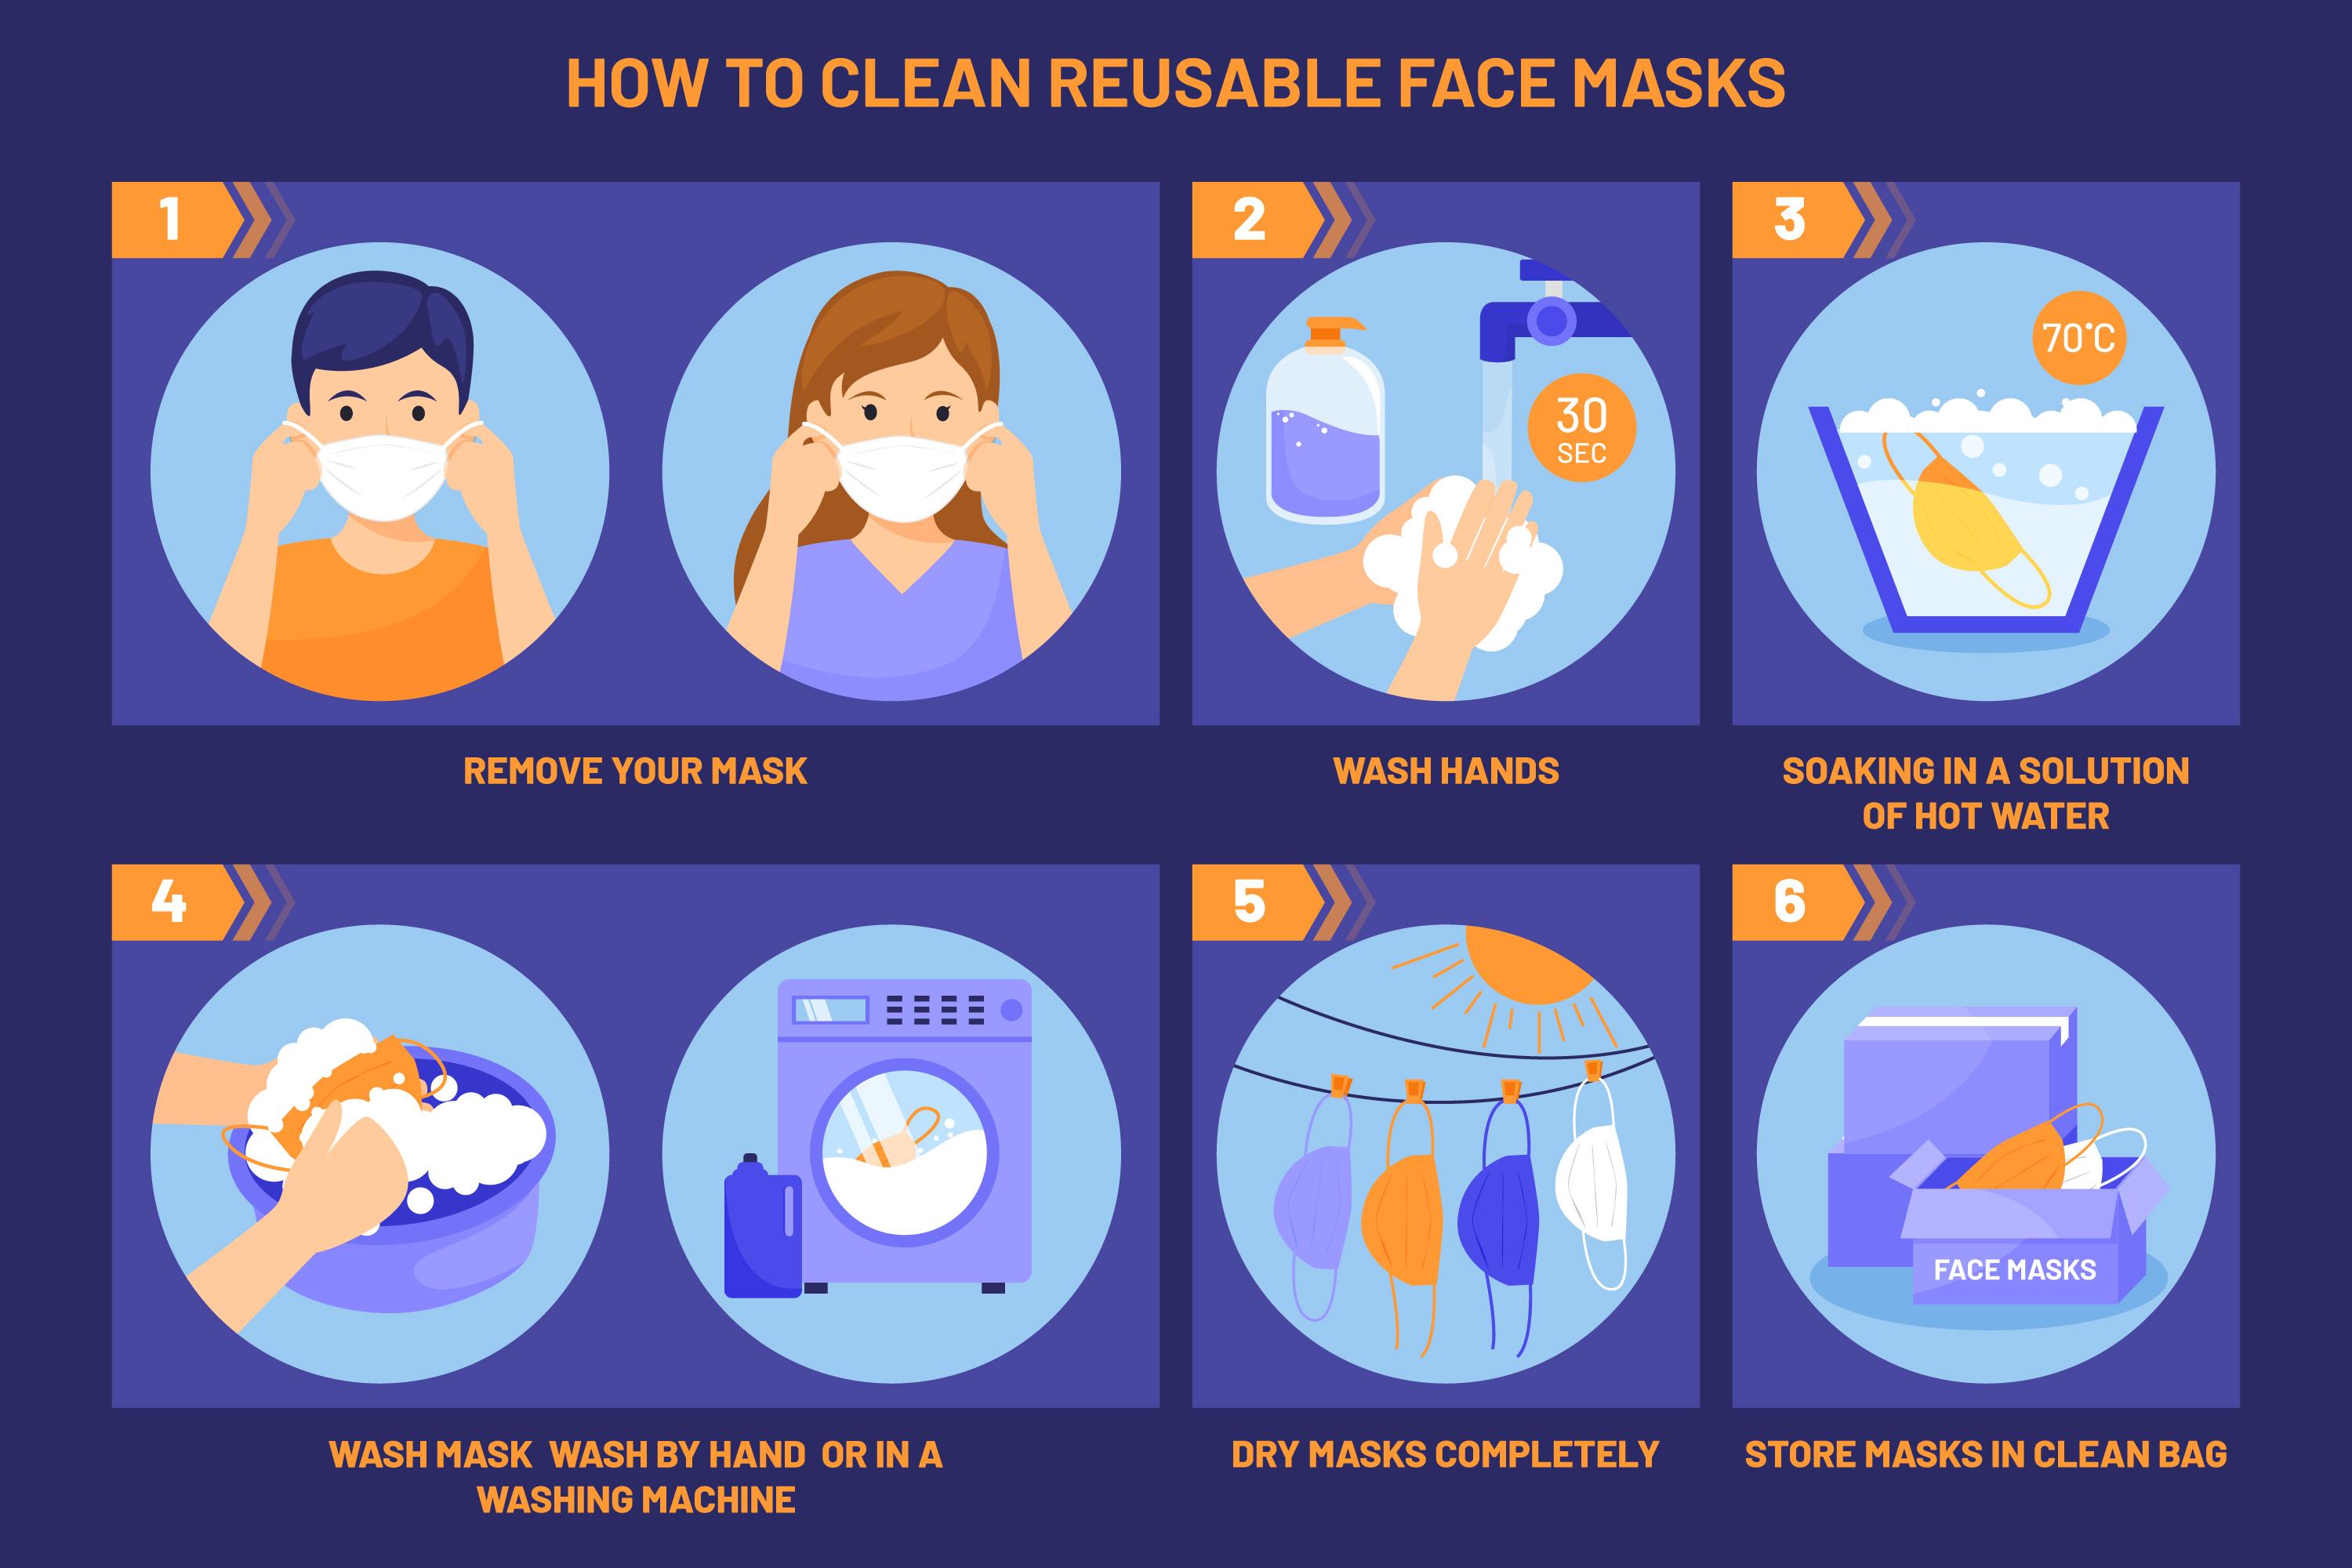 HOW TO CLEAN REUSABLE FACE MASKS
1
REMOVE YOUR MASK
2
30
SEC
WASH HANDS
3
70°C
SOAKING IN A SOLUTION
OF HOT WATER
4
WASH MASK WASH BY HAND OR IN A
WASHING MACHINE
5
DRY MASKS COMPLETELY
6
FACE MASKS
STORE MASKS IN CLEAN BAG